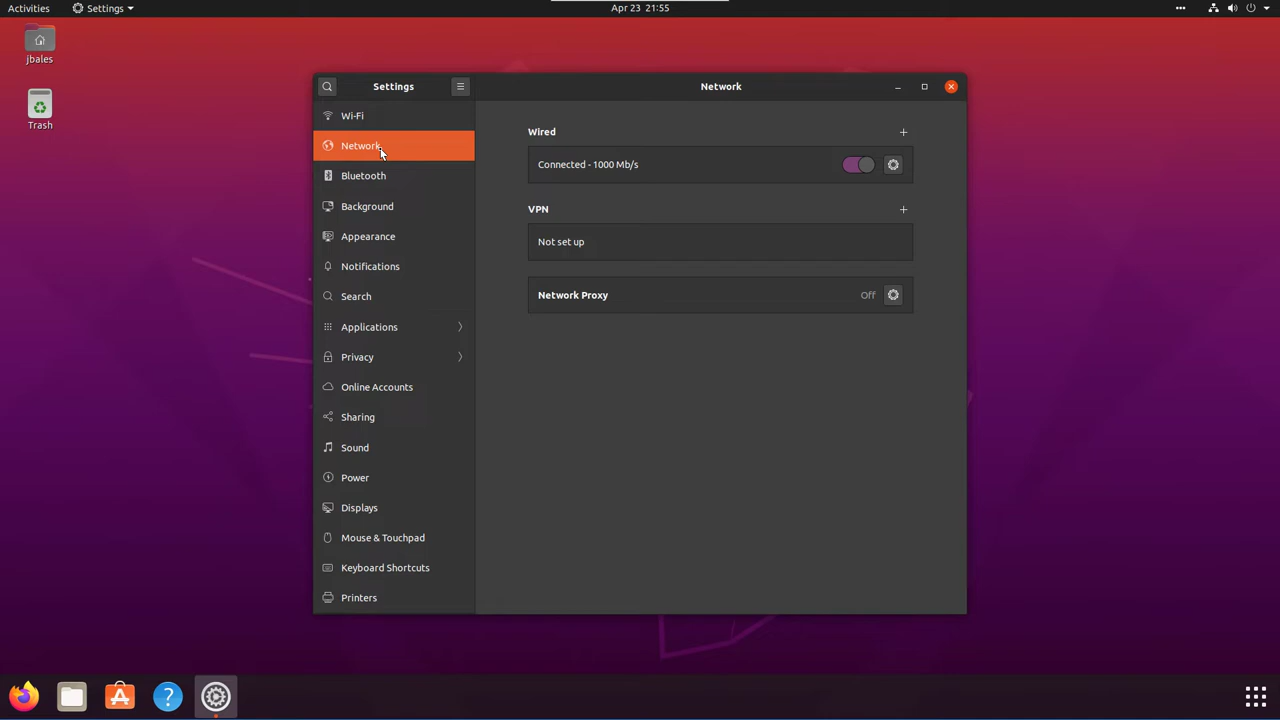 Activities
Settings
Apr 23 21:55
jbales
Trash
Settings
Network
Wi-Fi
Network
Bluetooth
Background
Appearance
Notifications
Search
Applications
Privacy
Online Accounts
Sharing
Sound
Power
Displays
Mouse & Touchpad
Keyboard Shortcuts
Printers
Wired
Connected - 1000 Mb/s
VPN
Not set up
Network Proxy
Off